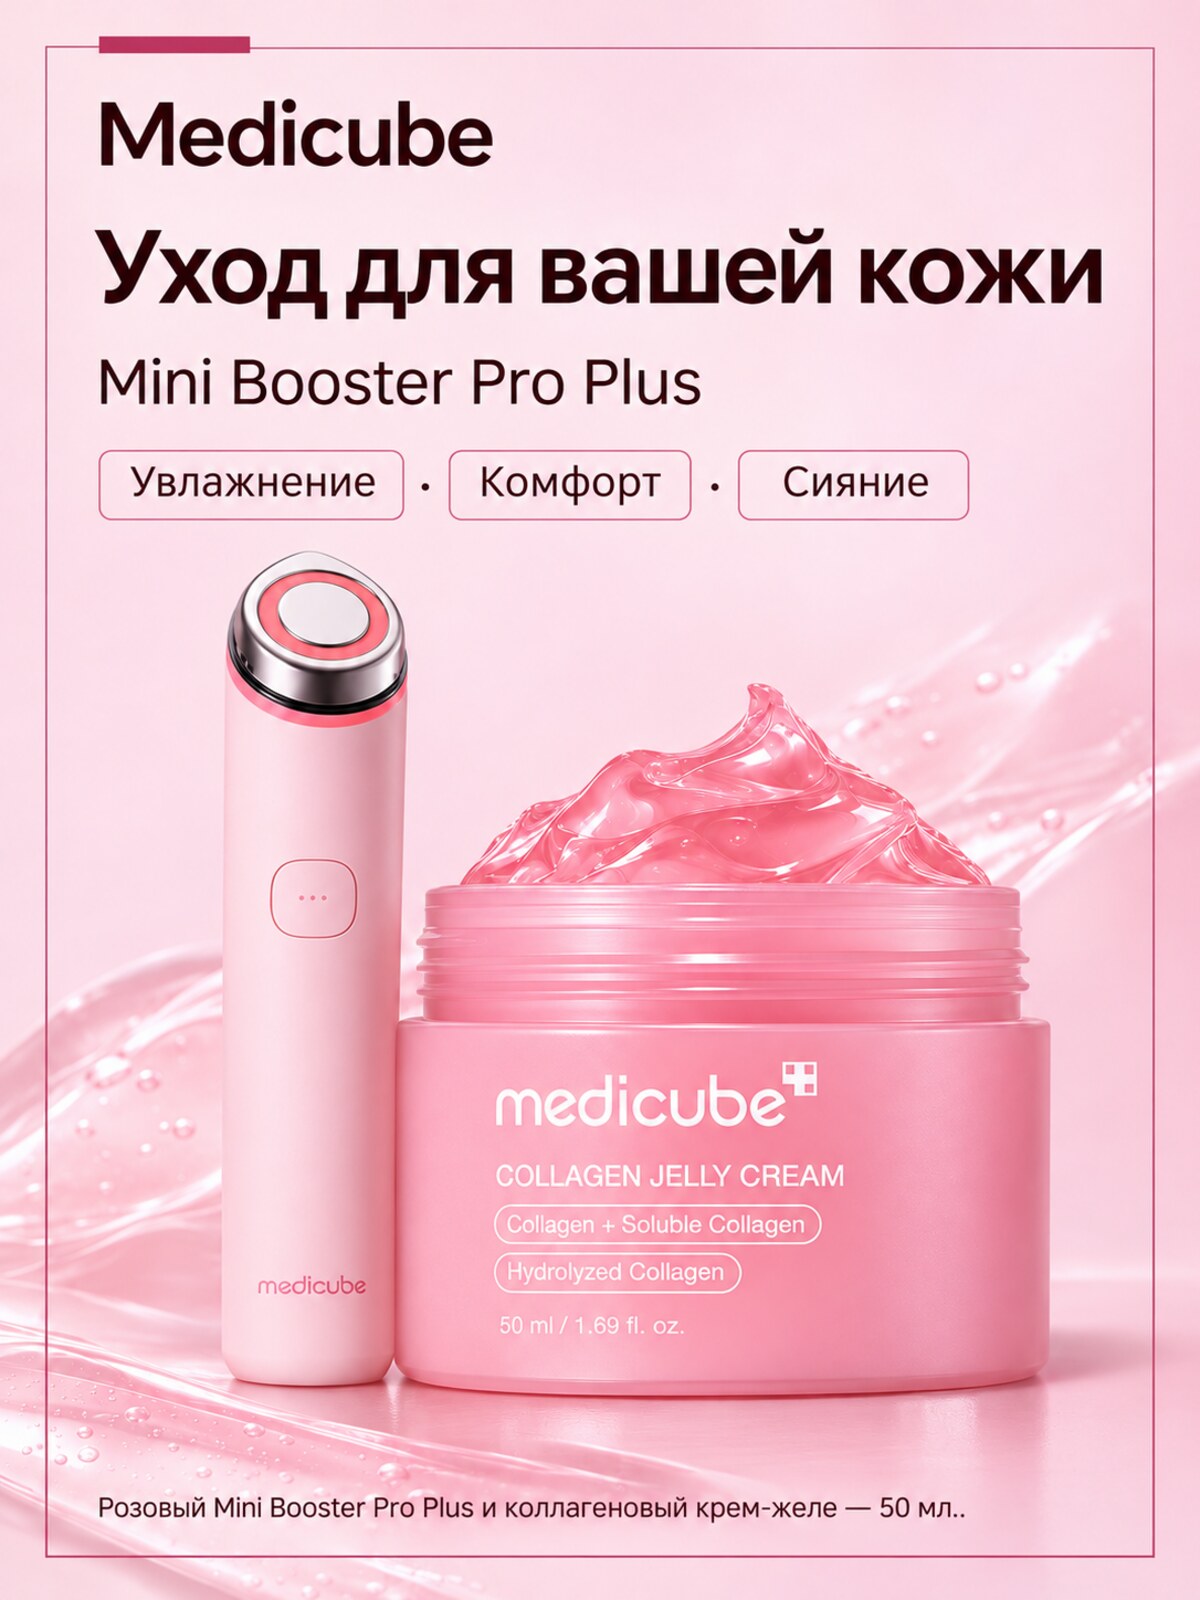 Medicube
Уход для вашей кожи
Mini Booster Pro Plus
Увлажнение · Комфорт · Сияние
medicube
COLLAGEN JELLY CREAM
Collagen + Soluble Collagen
Hydrolyzed Collagen
50 ml / 1.69 fl. oz.
medicube
Розовый Mini Booster Pro Plus и коллагеновый крем-желе — 50 мл..